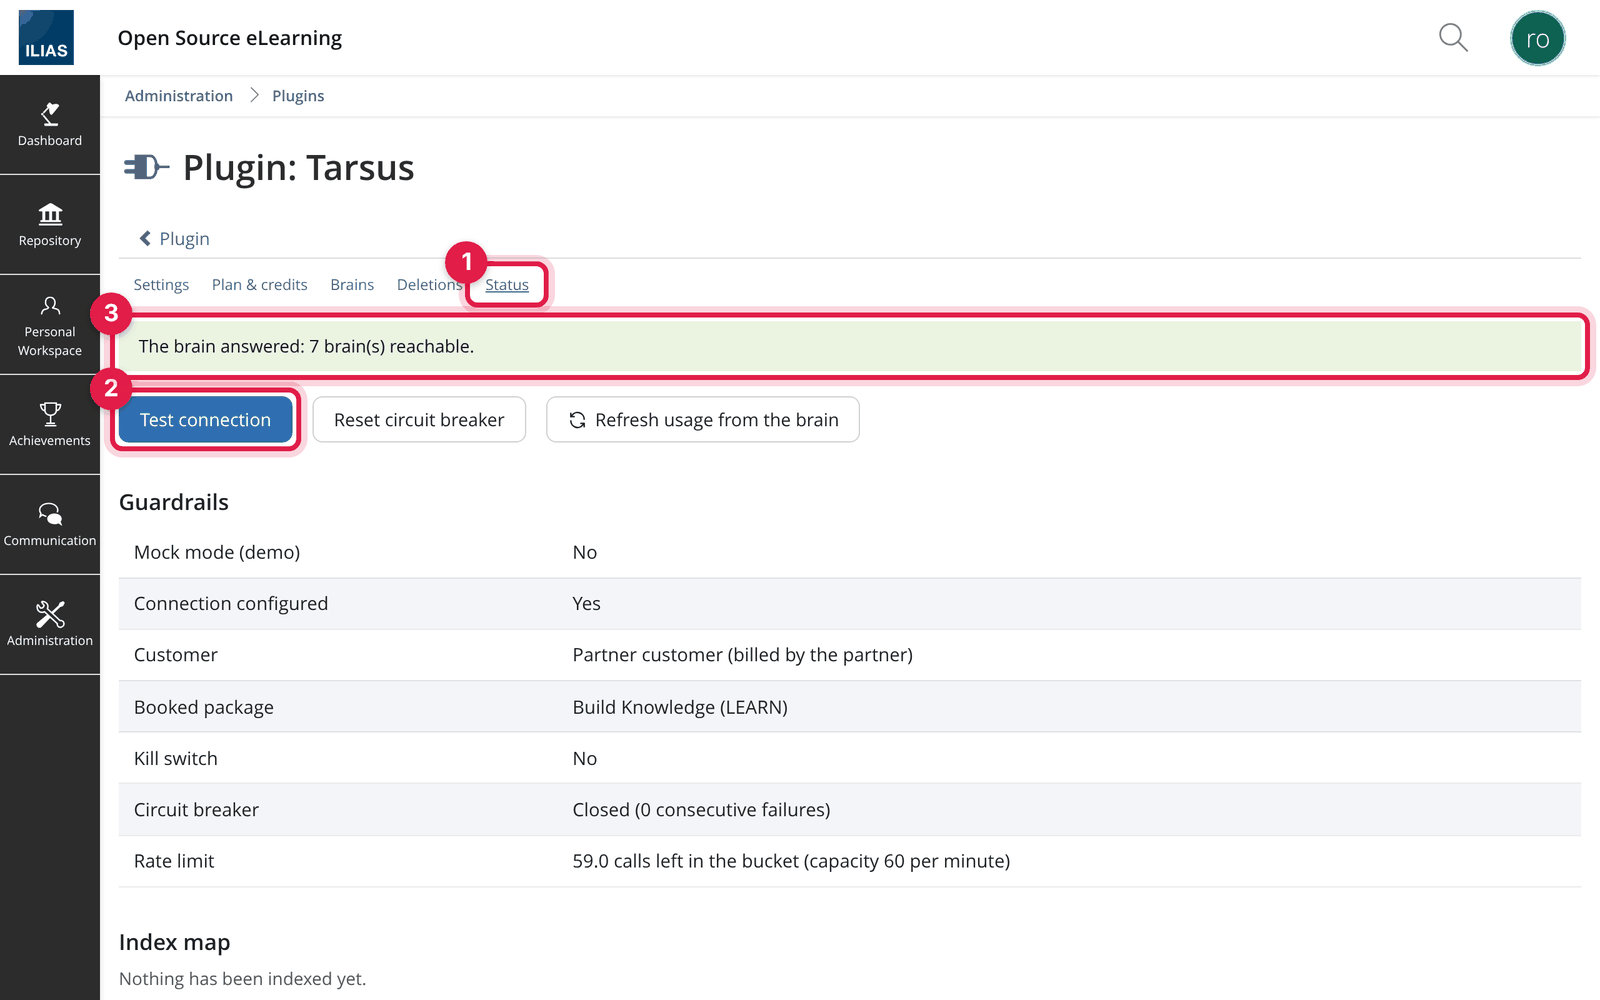 ILIAS
Open Source eLearning
ro
Administration
Plugins
Dashboard
Repository
Personal
Workspace
Achievements
Communication
Administration
Plugin: Tarsus
Plugin
1
Settings
Plan & credits
Brains
Deletions
Status
3
The brain answered: 7 brain(s) reachable.
2
Test connection
Reset circuit breaker
Refresh usage from the brain
Guardrails
Mock mode (demo) No
Connection configured Yes
Customer Partner customer (billed by the partner)
Booked package Build Knowledge (LEARN)
Kill switch No
Circuit breaker Closed (0 consecutive failures)
Rate limit 59.0 calls left in the bucket (capacity 60 per minute)
Index map
Nothing has been indexed yet.